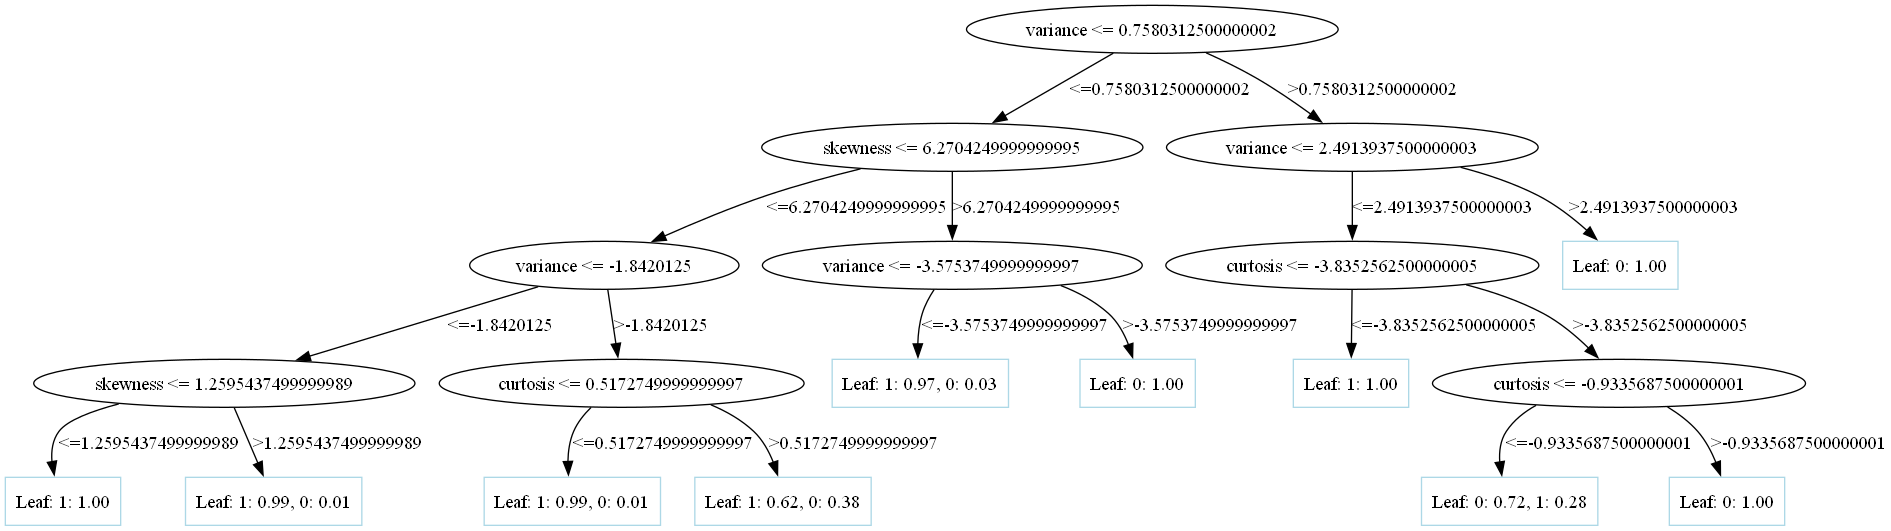 variance <= 0.7580312500000002
<=0.7580312500000002
>0.7580312500000002
skewness <= 6.2704249999999995
variance <= 2.4913937500000003
<=6.2704249999999995
>6.2704249999999995
<=2.4913937500000003
>2.4913937500000003
variance <= -1.8420125
variance <= -3.5753749999999997
curtosis <= -3.8352562500000005
Leaf: 0: 1.00
<=-1.8420125
>-1.8420125
<=-3.5753749999999997
>-3.5753749999999997
<=-3.8352562500000005
>-3.8352562500000005
skewness <= 1.2595437499999989
curtosis <= 0.5172749999999997
Leaf: 1: 0.97, 0: 0.03
Leaf: 0: 1.00
Leaf: 1: 1.00
curtosis <= -0.9335687500000001
<=1.2595437499999989
>1.2595437499999989
<=0.5172749999999997
>0.5172749999999997
<=-0.9335687500000001
>-0.9335687500000001
Leaf: 1: 1.00
Leaf: 1: 0.99, 0: 0.01
Leaf: 1: 0.99, 0: 0.01
Leaf: 1: 0.62, 0: 0.38
Leaf: 0: 0.72, 1: 0.28
Leaf: 0: 1.00